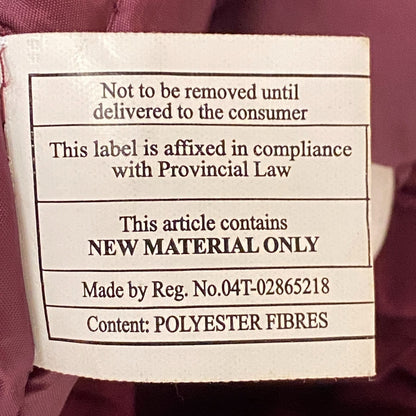 Not to be removed until
delivered to the consumer
This label is affixed in compliance
with Provincial Law
This article contains
NEW MATERIAL ONLY
Made by Reg. No.04T-02865218
Content: POLYESTER FIBRES